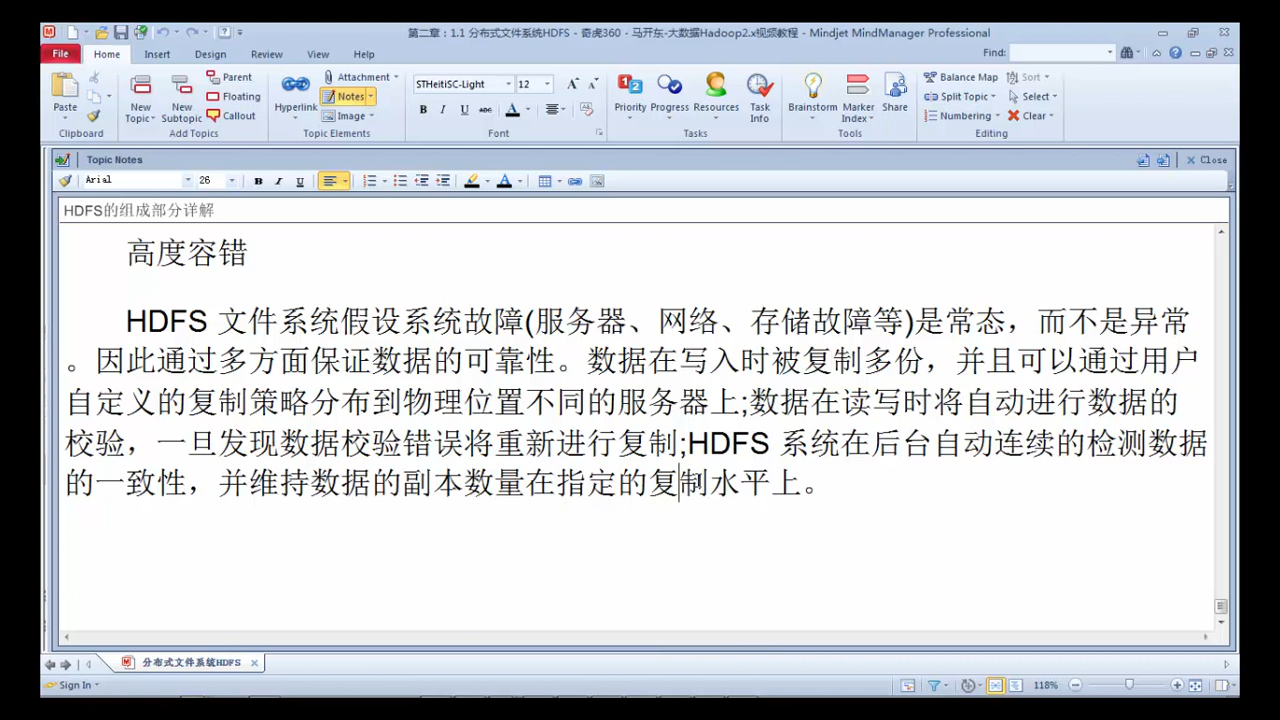 第二章：1.1 分布式文件系统HDFS - 奇虎360 - 马开东-大数据Hadoop2.x视频教程 - Mindjet MindManager Professional
File Home Insert Design Review View Help Find:
Paste
Clipboard
New Topic
New Subtopic
Parent
Floating
Callout
Add Topics
Hyperlink
Attachment
Notes
Image
Topic Elements
STHeitiSC-Light 12
B I U abc A
Font
Priority
Progress
Resources
Task Info
Tasks
Brainstorm
Marker Index
Share
Tools
Balance Map
Split Topic
Numbering
Sort
Select
Clear
Editing
Topic Notes
Close
Arial 26 B I U A
HDFS的组成部分详解
高度容错
HDFS 文件系统假设系统故障(服务器、网络、存储故障等)是常态，而不是异常
。因此通过多方面保证数据的可靠性。数据在写入时被复制多份，并且可以通过用户
自定义的复制策略分布到物理位置不同的服务器上;数据在读写时将自动进行数据的
校验，一旦发现数据校验错误将重新进行复制;HDFS 系统在后台自动连续的检测数据
的一致性，并维持数据的副本数量在指定的复制水平上。
分布式文件系统HDFS
Sign In
118%